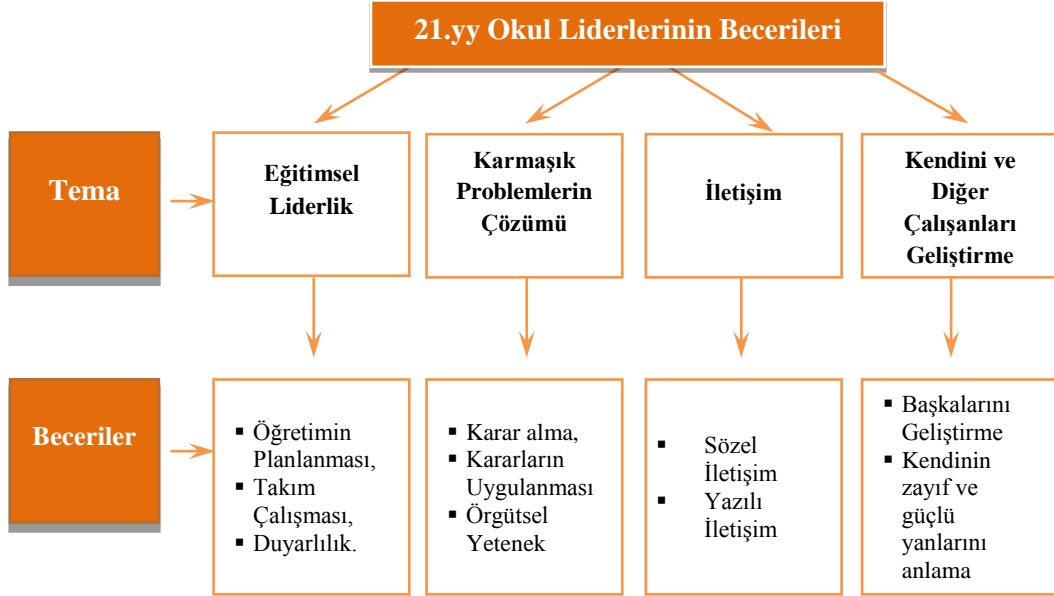 21.yy Okul Liderlerinin Becerileri
Tema
Eğitimsel
Liderlik
Karmaşık
Problemlerin
Çözümü
İletişim
Kendini ve
Diğer
Çalışanları
Geliştirme
Beceriler
▪ Öğretimin
Planlanması,
▪ Takım
Çalışması,
▪ Duyarlılık.
▪ Karar alma,
▪ Kararların
Uygulanması
▪ Örgütsel
Yetenek
▪ Sözel
İletişim
▪ Yazılı
İletişim
▪ Başkalarını
Geliştirme
▪ Kendinin
zayıf ve
güçlü
yanlarını
anlama